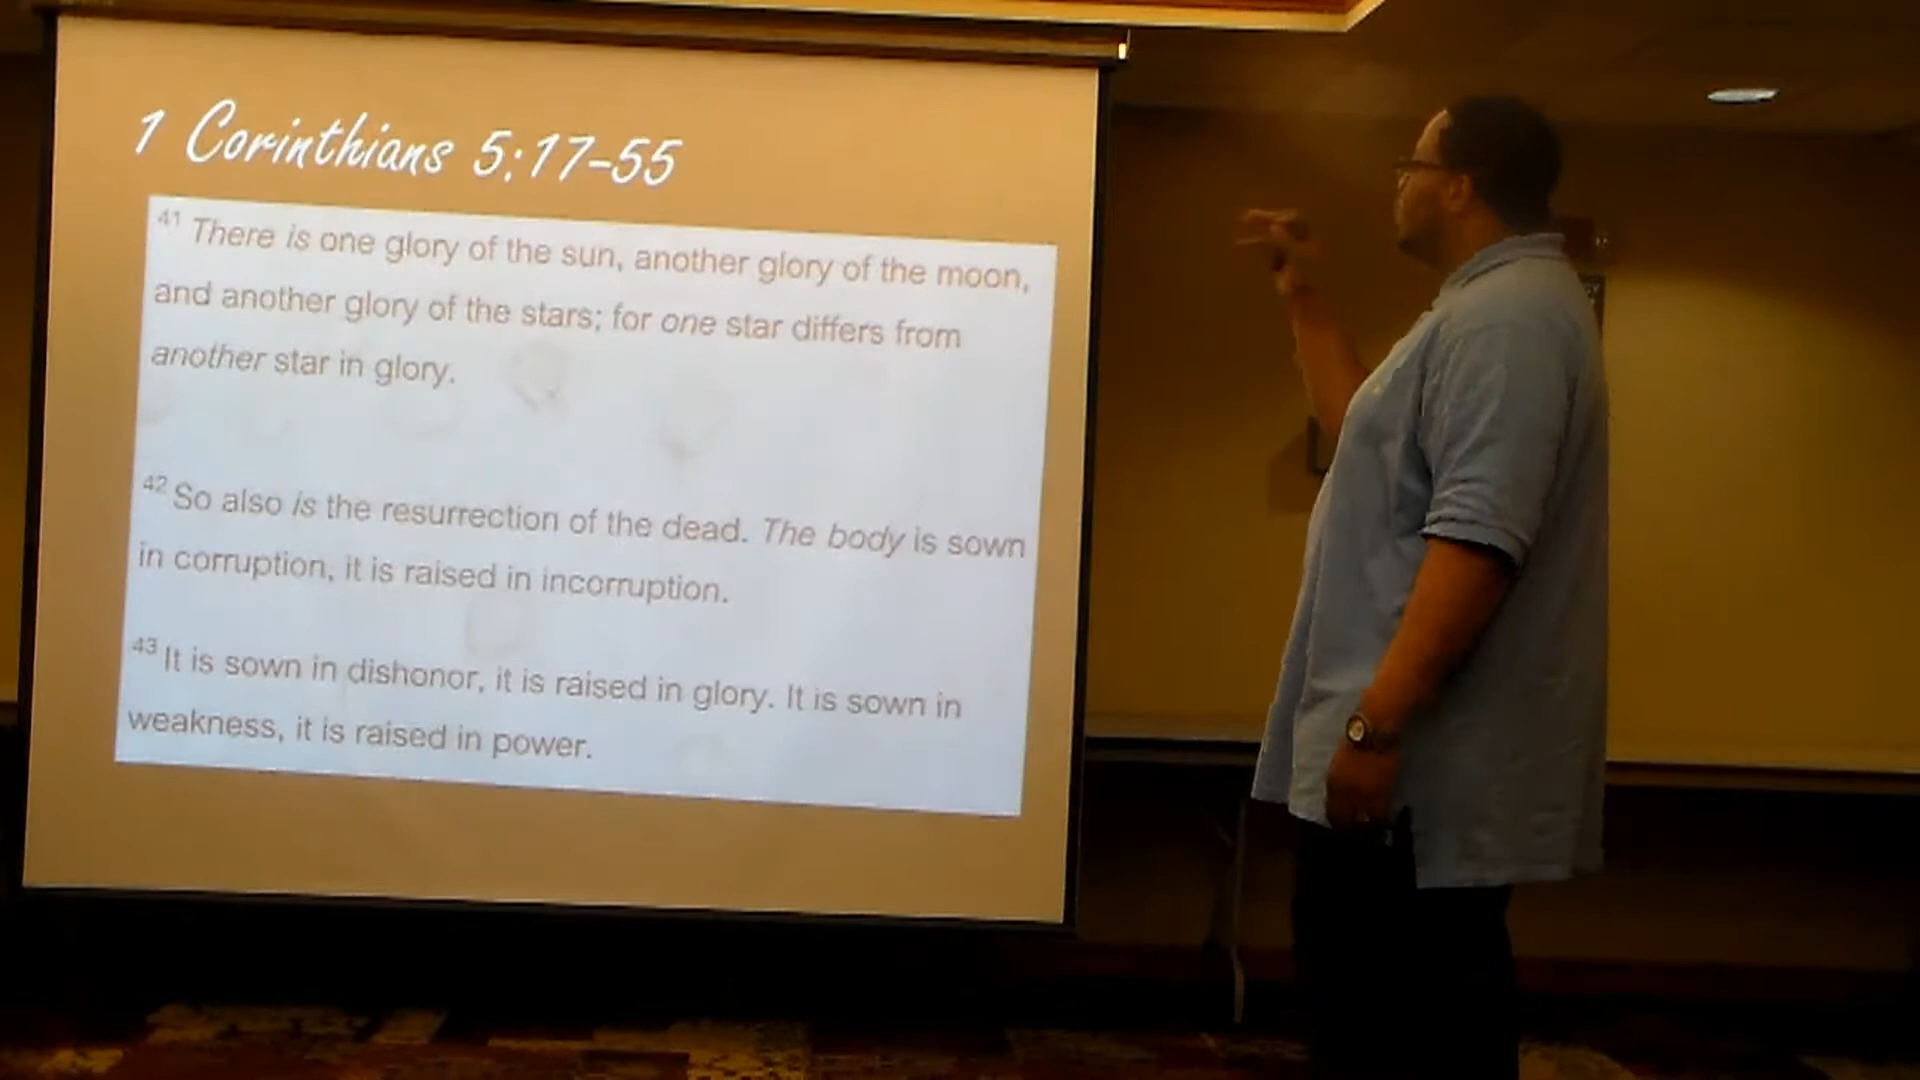 1 Corinthians 5:17-55
41 There is one glory of the sun, another glory of the moon,
and another glory of the stars; for one star differs from
another star in glory.
42 So also is the resurrection of the dead. The body is sown
in corruption, it is raised in incorruption.
43 It is sown in dishonor, it is raised in glory. It is sown in
weakness, it is raised in power.